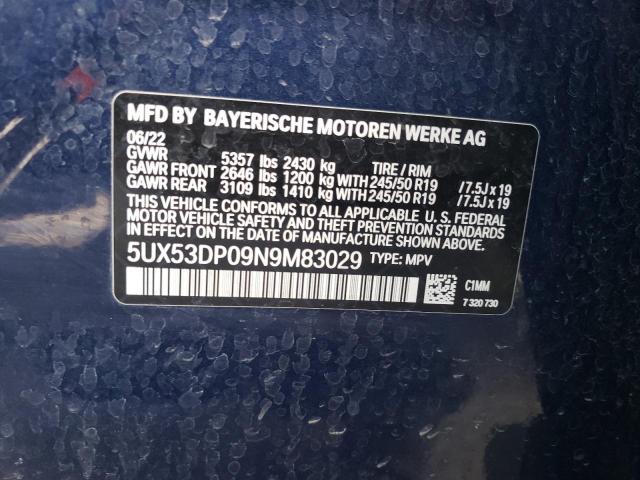 MFD BY BAYERISCHE MOTOREN WERKE AG
06/22
GVWR 5357 lbs 2430 kg TIRE / RIM
GAWR FRONT 2646 lbs 1200 kg WITH 245/50 R19 / 7.5J x 19
GAWR REAR 3109 lbs 1410 kg WITH 245/50 R19 / 7.5J x 19
THIS VEHICLE CONFORMS TO ALL APPLICABLE U. S. FEDERAL
MOTOR VEHICLE SAFETY AND THEFT PREVENTION STANDARDS
IN EFFECT ON THE DATE OF MANUFACTURE SHOWN ABOVE.
5UX53DP09N9M83029 TYPE: MPV
C1MM
7 320 730